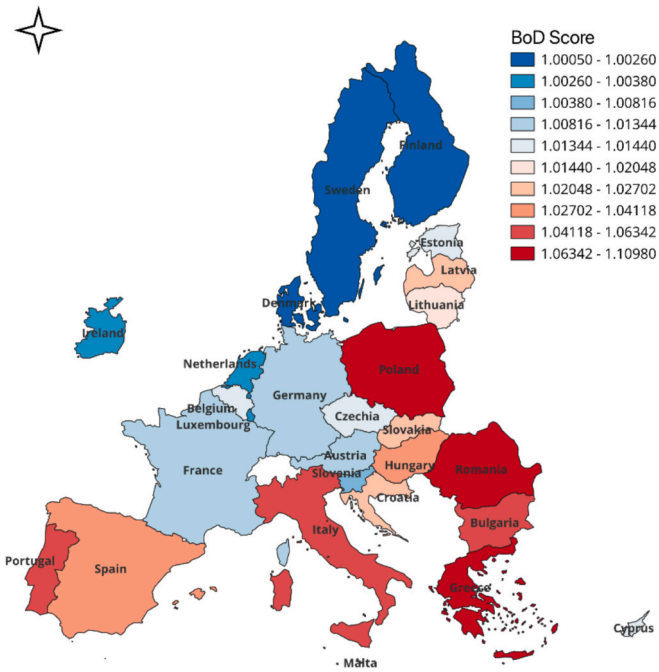 BoD Score
1.00050 - 1.00260
1.00260 - 1.00380
1.00380 - 1.00816
1.00816 - 1.01344
1.01344 - 1.01440
1.01440 - 1.02048
1.02048 - 1.02702
1.02702 - 1.04118
1.04118 - 1.06342
1.06342 - 1.10980
Finland
Sweden
Estonia
Latvia
Denmark
Lithuania
Ireland
Netherlands
Poland
Germany
Belgium
Czechia
Luxembourg
Slovakia
Austria
France
Hungary
Romania
Slovenia
Croatia
Bulgaria
Italy
Portugal
Spain
Greece
Cyprus
Malta